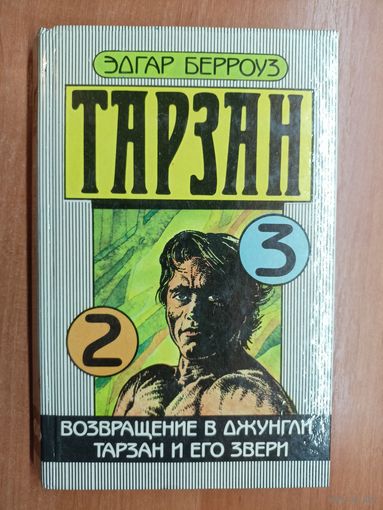 ЭДГАР БЕРРОУЗ
ТАРЗАН
3
2
ВОЗВРАЩЕНИЕ В ДЖУНГЛИ
ТАРЗАН И ЕГО ЗВЕРИ